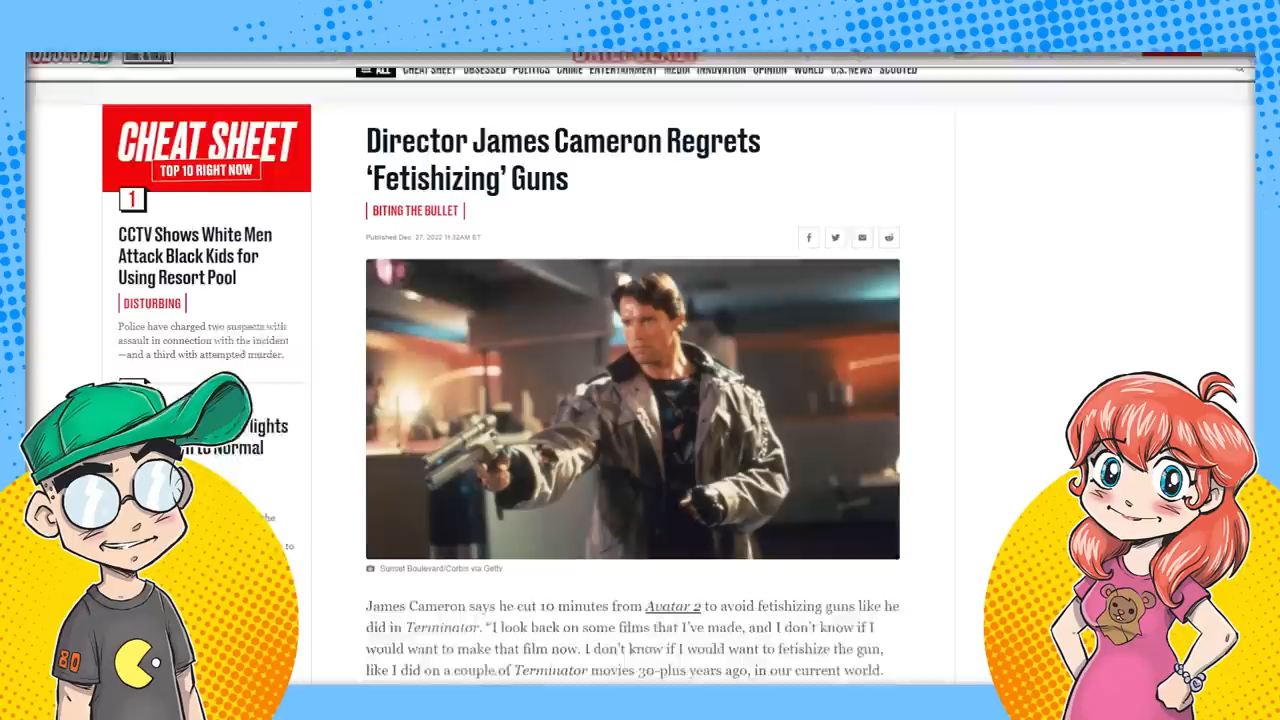 ALL CHEAT SHEET OBSESSED POLITICS CRIME ENTERTAINMENT MEDIA INNOVATION OPINION WORLD U.S. NEWS SCOUTED
CHEAT SHEET
TOP 10 RIGHT NOW
1
CCTV Shows White Men
Attack Black Kids for
Using Resort Pool
DISTURBING
Police have charged two suspects with
assault in connection with the incident
—and a third with attempted murder.
to Normal
to
Director James Cameron Regrets
‘Fetishizing’ Guns
BITING THE BULLET
Published Dec. 27, 2022 11:32AM ET
Sunset Boulevard/Corbis via Getty
James Cameron says he cut 10 minutes from Avatar 2 to avoid fetishizing guns like he
did in Terminator. “I look back on some films that I’ve made, and I don’t know if I
would want to make that film now. I don’t know if I would want to fetishize the gun,
like I did on a couple of Terminator movies 30-plus years ago, in our current world.
80